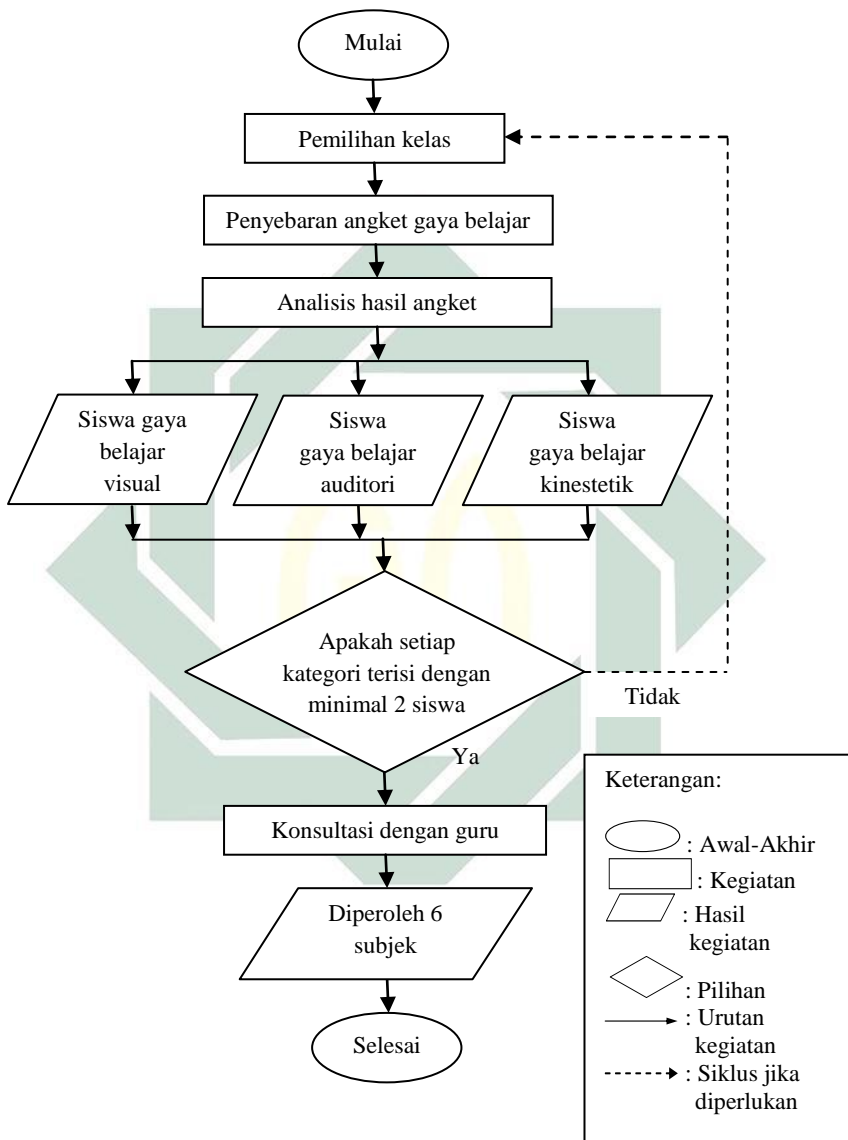 Mulai
Pemilihan kelas
Penyebaran angket gaya belajar
Analisis hasil angket
Siswa gaya
belajar
visual
Siswa
gaya belajar
auditori
Siswa
gaya belajar
kinestetik
Apakah setiap
kategori terisi dengan
minimal 2 siswa
Tidak
Ya
Konsultasi dengan guru
Diperoleh 6
subjek
Selesai
Keterangan:
: Awal-Akhir
: Kegiatan
: Hasil
kegiatan
: Pilihan
: Urutan
kegiatan
: Siklus jika
diperlukan